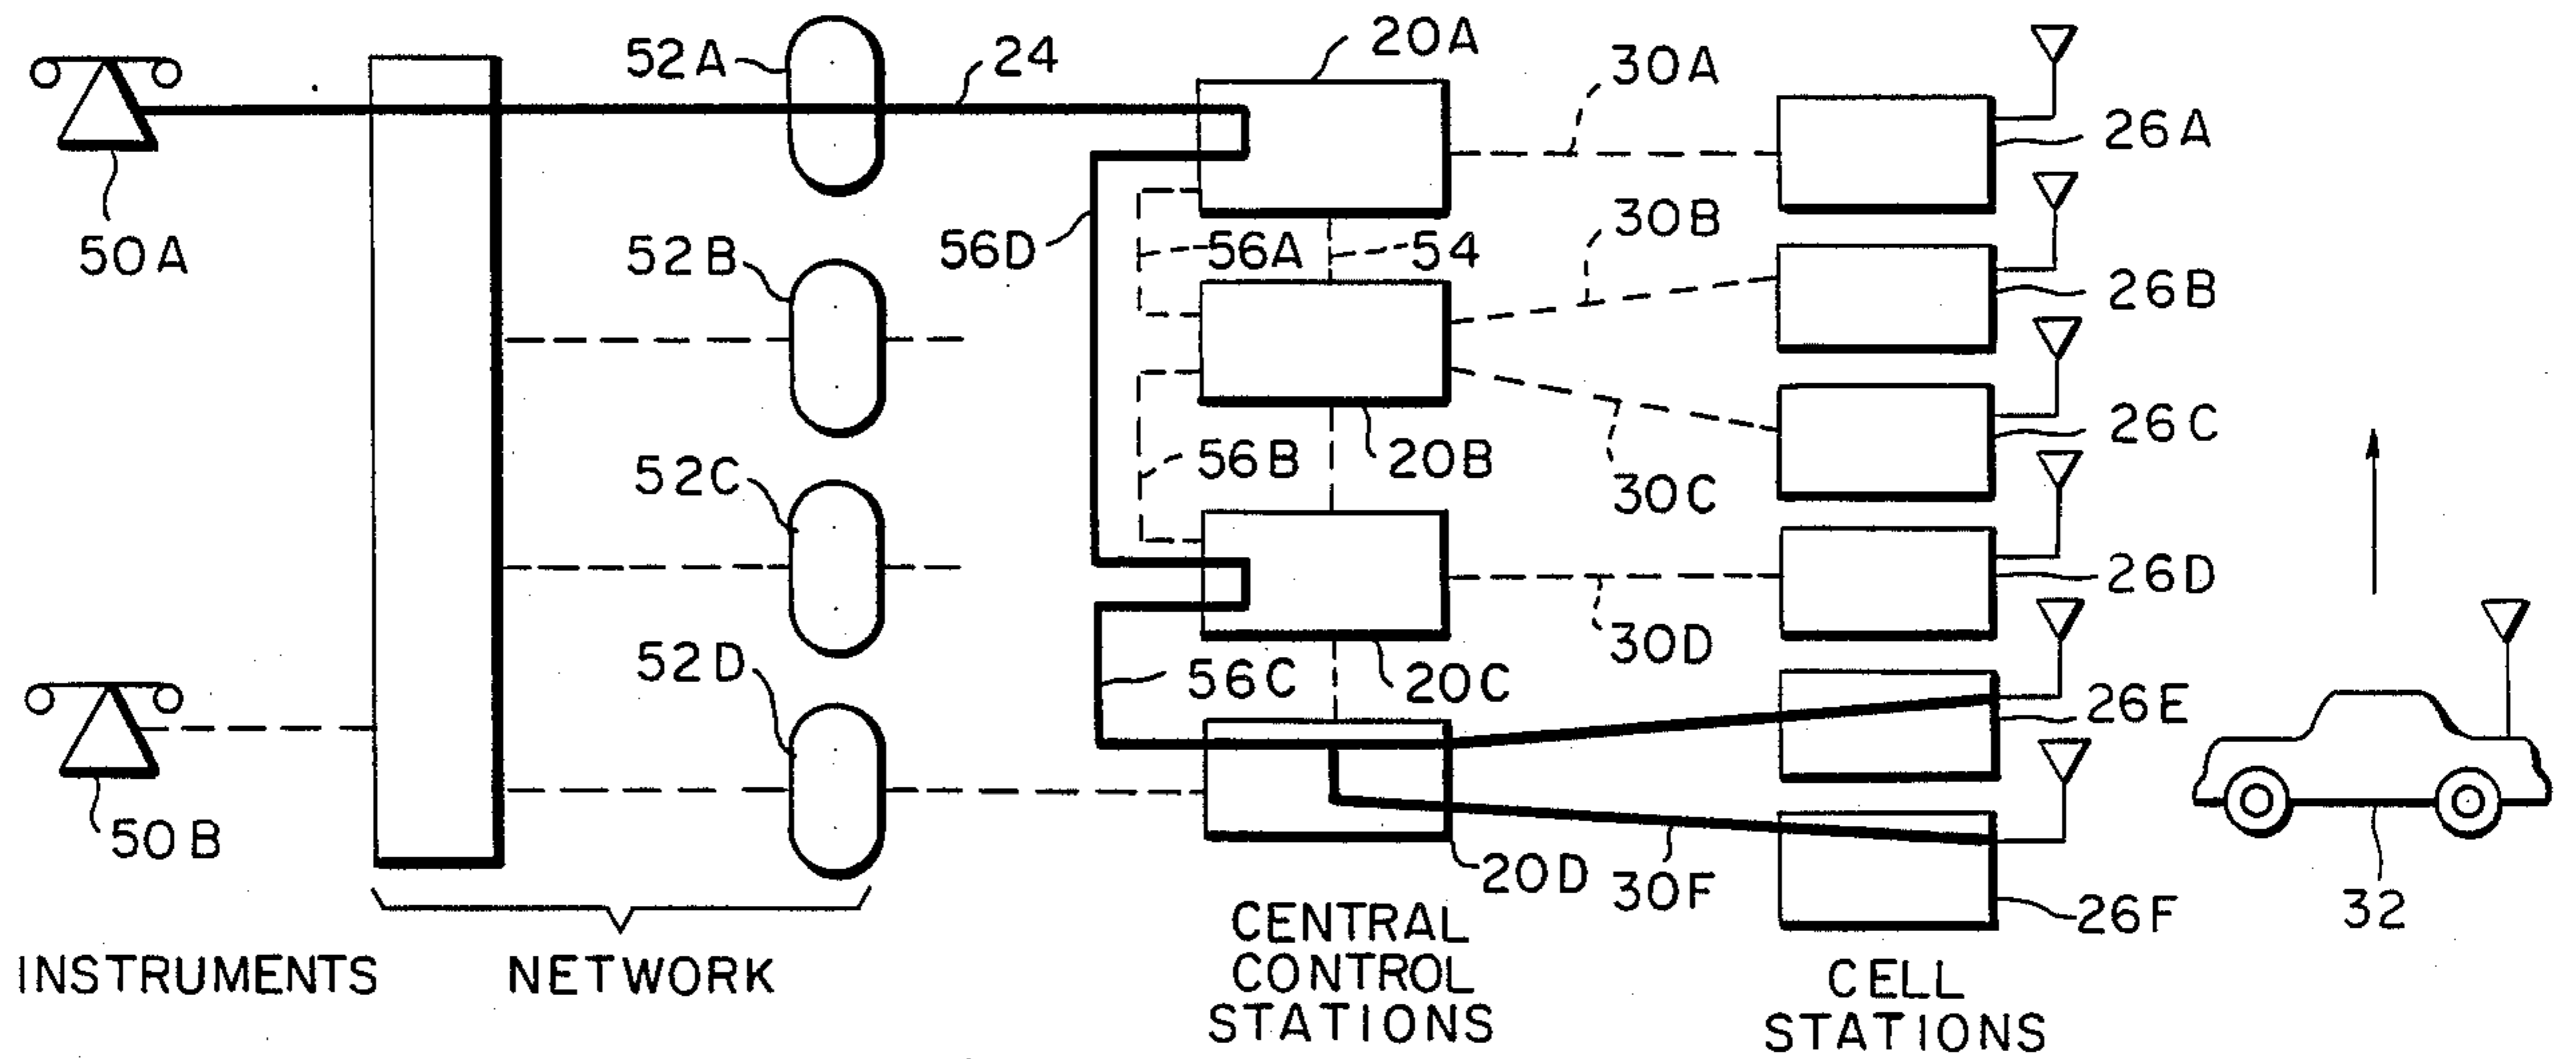 52A
24
20A
30A
26A
50A
52B
56D
56A
54
30B
26B
52C
56B
20B
30C
26C
52D
56C
20C
30D
26D
26E
50B
20D
30F
26F
32
INSTRUMENTS
NETWORK
CENTRAL
CONTROL
STATIONS
CELL
STATIONS